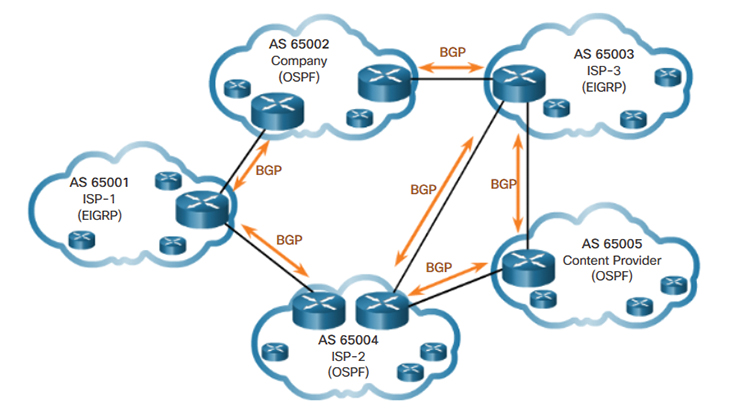 AS 65002
Company
(OSPF)
BGP
AS 65003
ISP-3
(EIGRP)
BGP
AS 65001
ISP-1
(EIGRP)
BGP
BGP
BGP
AS 65005
Content Provider
(OSPF)
BGP
AS 65004
ISP-2
(OSPF)